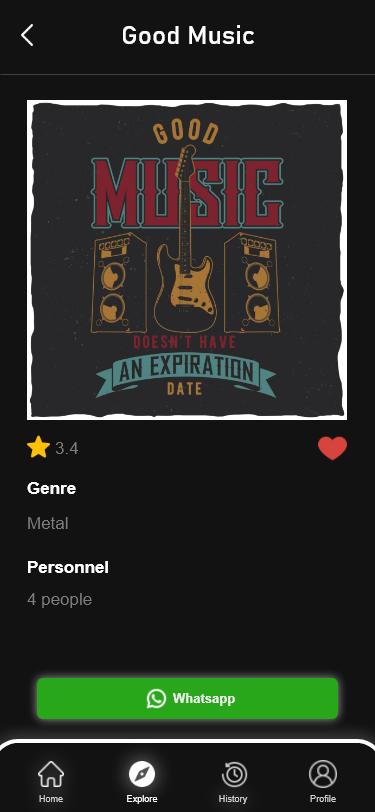 Good Music
GOOD
MUSIC
DOESN'T HAVE
AN EXPIRATION
DATE
3.4
Genre
Metal
Personnel
4 people
Whatsapp
Home Explore History Profile